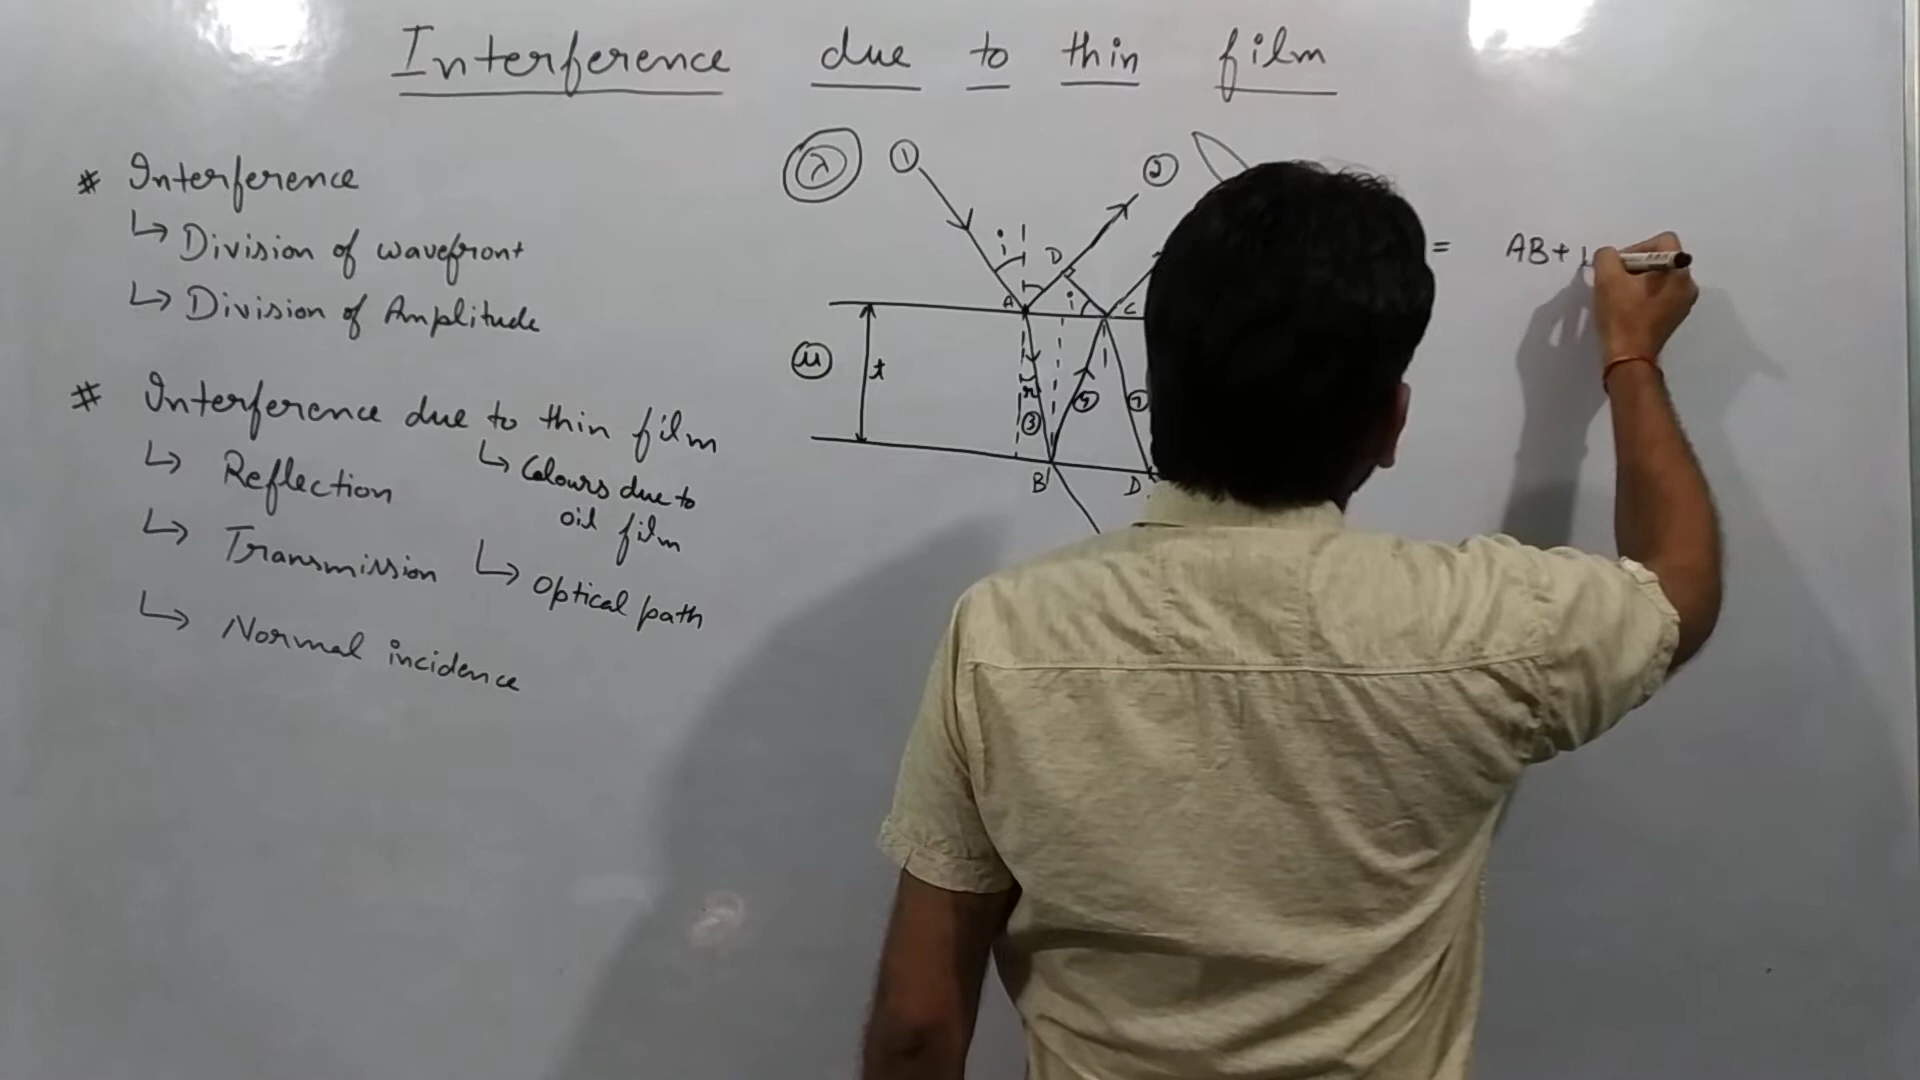 Interference due to thin film
# Interference
↳ Division of wavefront
↳ Division of Amplitude
# Interference due to thin film
↳ Reflection
↳ Colours due to
oil film
↳ Transmission
↳ Optical path
↳ Normal incidence
λ
1
2
i
D
i
A
C
μ
t
r
3
4
7
B
D
= AB+